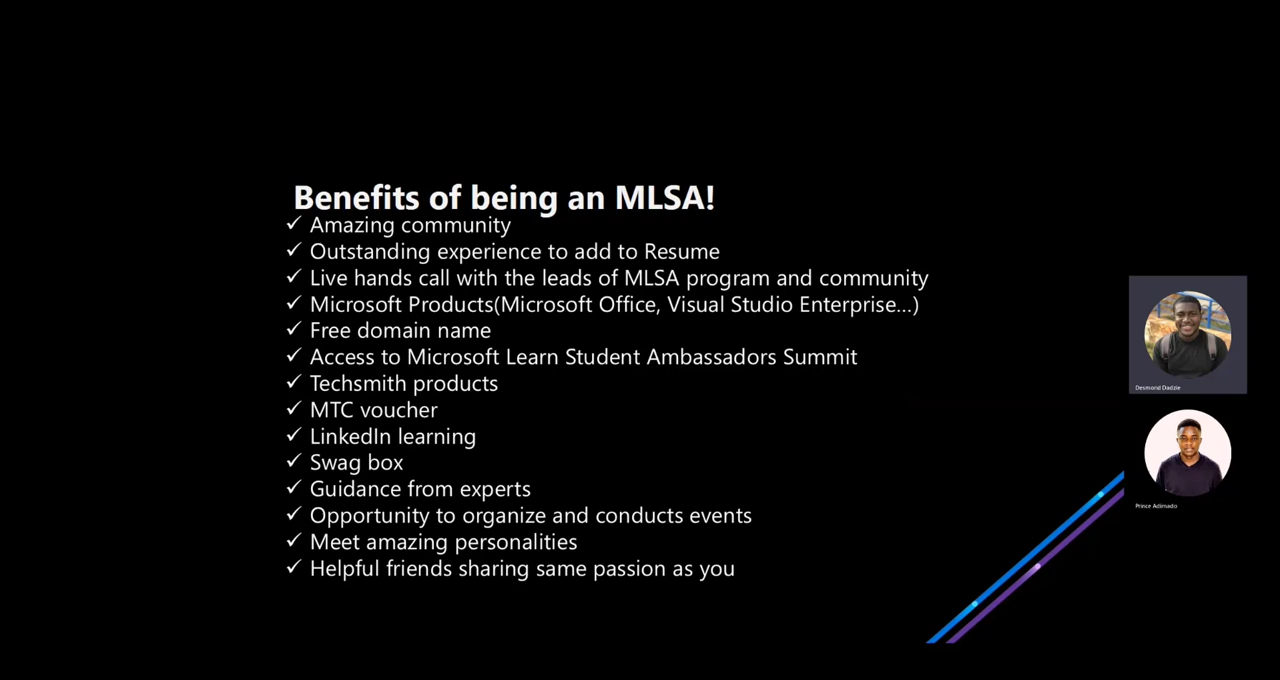 Benefits of being an MLSA!
✓ Amazing community
✓ Outstanding experience to add to Resume
✓ Live hands call with the leads of MLSA program and community
✓ Microsoft Products(Microsoft Office, Visual Studio Enterprise...)
✓ Free domain name
✓ Access to Microsoft Learn Student Ambassadors Summit
✓ Techsmith products
✓ MTC voucher
✓ LinkedIn learning
✓ Swag box
✓ Guidance from experts
✓ Opportunity to organize and conducts events
✓ Meet amazing personalities
✓ Helpful friends sharing same passion as you
Desmond Dadzie
Prince Adimado